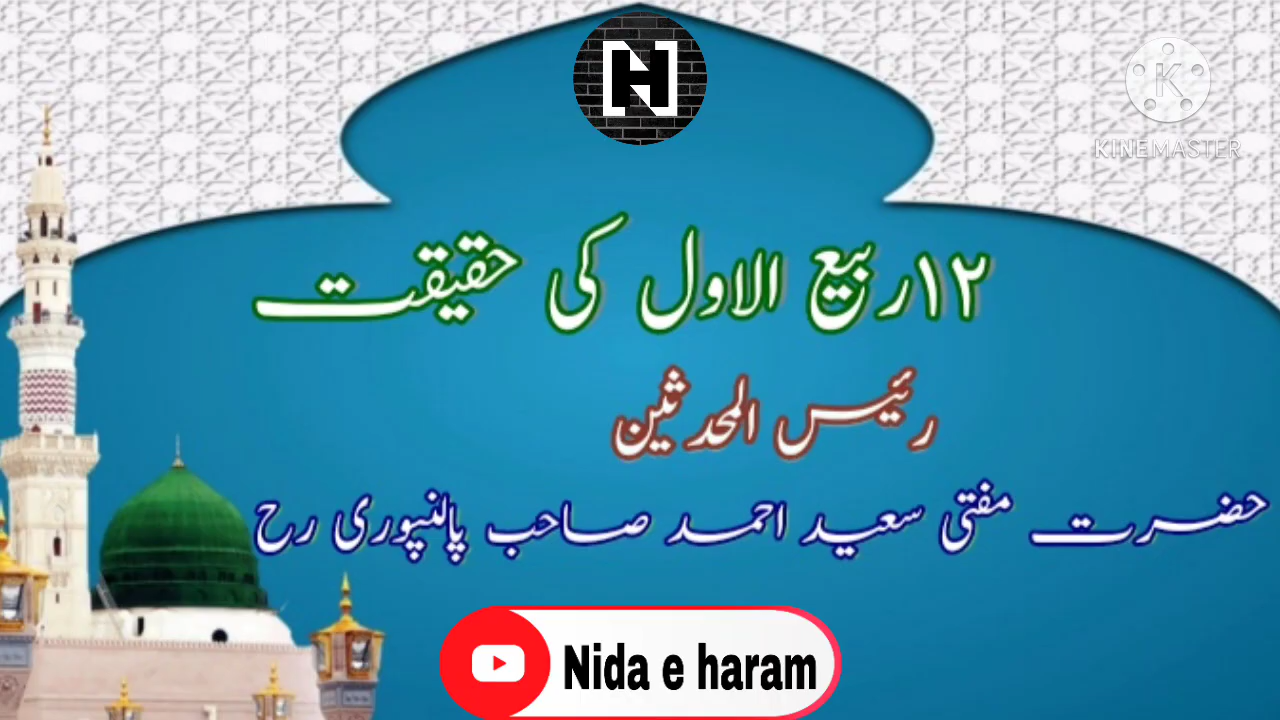 N
KINEMASTER
۱۲ربیع الاول کی حقیقت
رئیس المحدثین
حضرت مفتی سعید احمد صاحب پالنپوری رح
Nida e haram